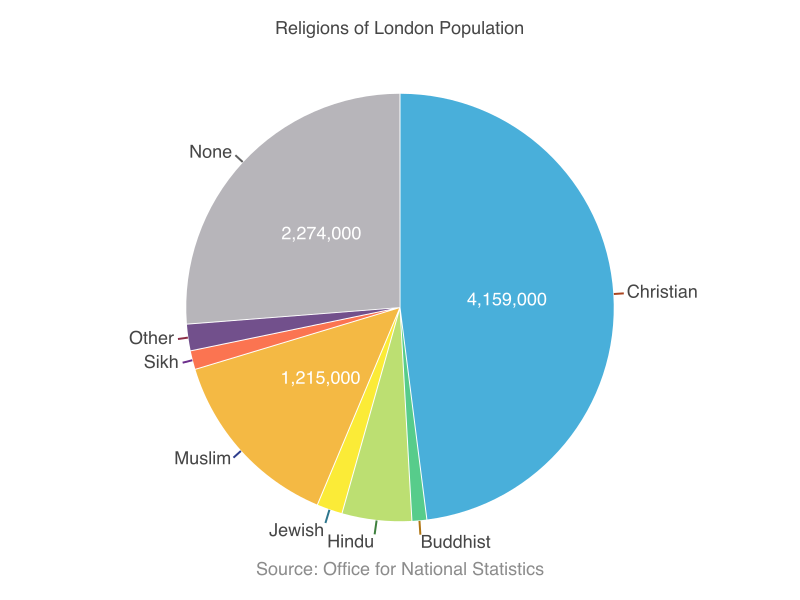 Religions of London Population
None
2,274,000
4,159,000
Christian
Other
Sikh
1,215,000
Muslim
Jewish
Hindu
Buddhist
Source: Office for National Statistics